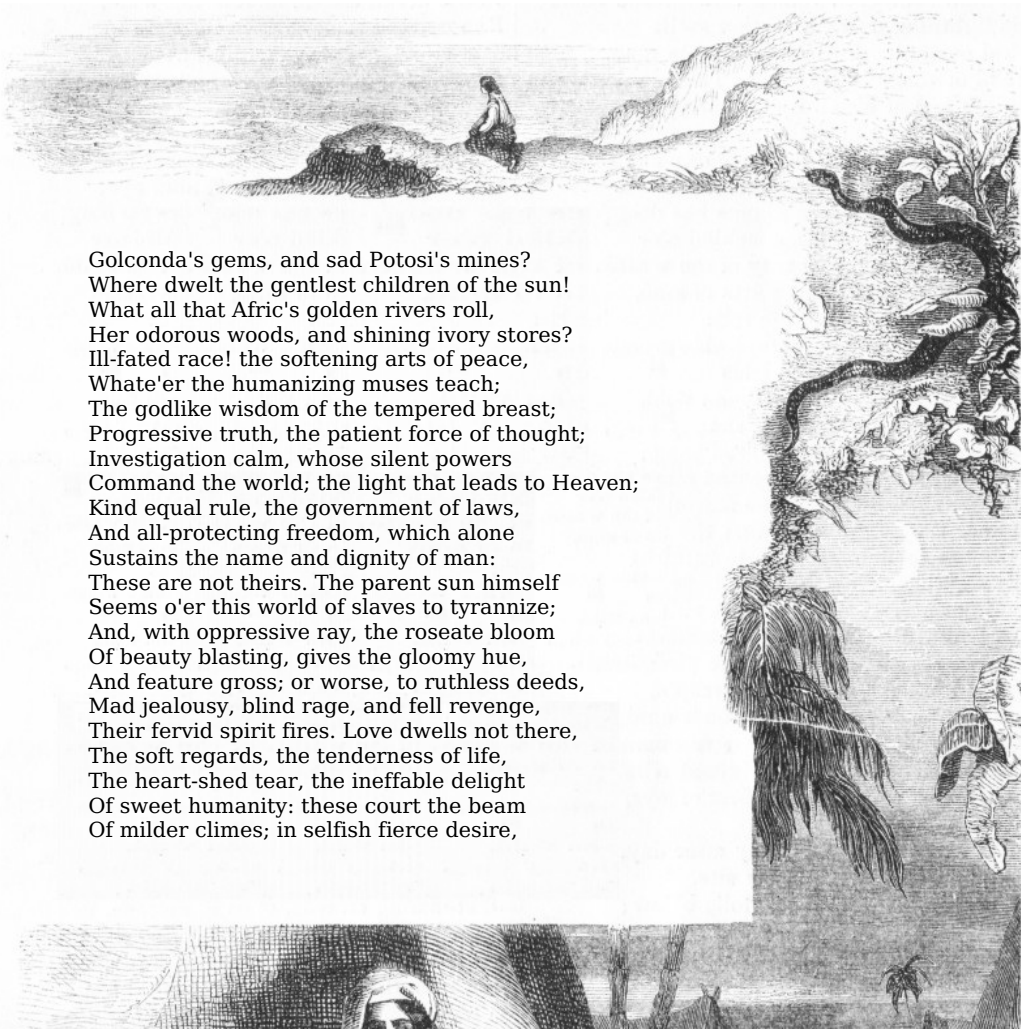 Golconda's gems, and sad Potosi's mines?
Where dwelt the gentlest children of the sun!
What all that Afric's golden rivers roll,
Her odorous woods, and shining ivory stores?
Ill-fated race! the softening arts of peace,
Whate'er the humanizing muses teach;
The godlike wisdom of the tempered breast;
Progressive truth, the patient force of thought;
Investigation calm, whose silent powers
Command the world; the light that leads to Heaven;
Kind equal rule, the government of laws,
And all-protecting freedom, which alone
Sustains the name and dignity of man:
These are not theirs. The parent sun himself
Seems o'er this world of slaves to tyrannize;
And, with oppressive ray, the roseate bloom
Of beauty blasting, gives the gloomy hue,
And feature gross; or worse, to ruthless deeds,
Mad jealousy, blind rage, and fell revenge,
Their fervid spirit fires. Love dwells not there,
The soft regards, the tenderness of life,
The heart-shed tear, the ineffable delight
Of sweet humanity: these court the beam
Of milder climes; in selfish fierce desire,